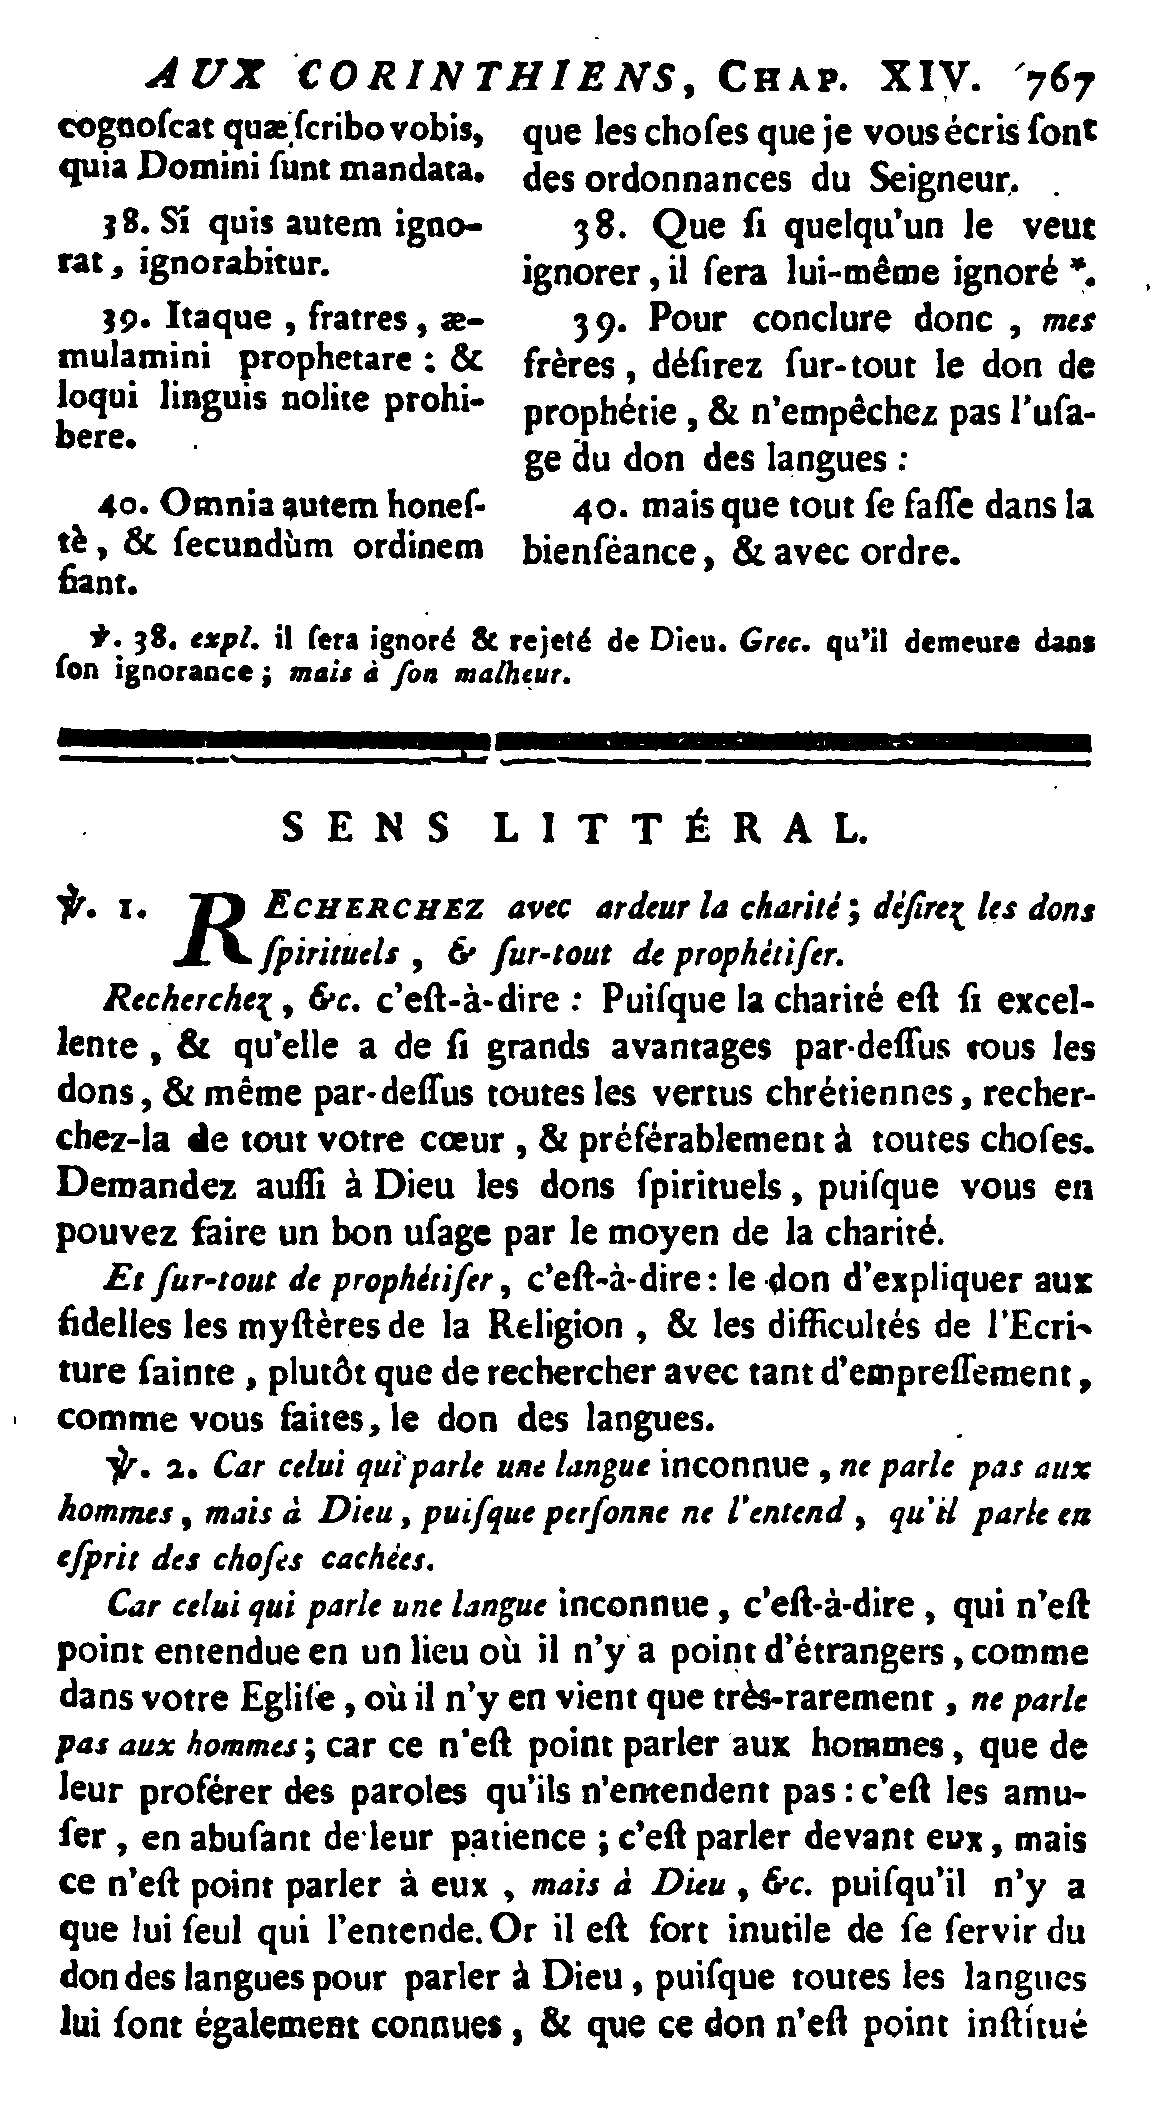 AUX CORINTHIENS, CHAP. XIV. 767
cognoſcat quæ ſcribo vobis,
quia Domini ſunt mandata.
38. Si quis autem igno-
rat, ignorabitur.
39. Itaque, fratres, æ-
mulamini prophetare : &
loqui linguis nolite prohi-
bere.
40. Omnia autem honeſ-
tè, & ſecundùm ordinem
fiant.
que les choſes que je vous écris ſont
des ordonnances du Seigneur.
38. Que ſi quelqu'un le veut
ignorer, il ſera lui-même ignoré *.
39. Pour conclure donc, mes
frères, déſirez ſur-tout le don de
prophétie, & n'empêchez pas l'uſa-
ge du don des langues :
40. mais que tout ſe faſſe dans la
bienſéance, & avec ordre.
℣. 38. expl. il ſera ignoré & rejeté de Dieu. Grec. qu'il demeure dans
ſon ignorance ; mais à ſon malheur.
SENS LITTÉRAL.
℣. 1. RECHERCHEZ avec ardeur la charité ; déſirez les dons
ſpirituels, & ſur-tout de prophétiſer.
Recherchez, &c. c'eſt-à-dire : Puiſque la charité eſt ſi excel-
lente, & qu'elle a de ſi grands avantages par-deſſus tous les
dons, & même par-deſſus toutes les vertus chrétiennes, recher-
chez-la de tout votre cœur, & préférablement à toutes choſes.
Demandez auſſi à Dieu les dons ſpirituels, puiſque vous en
pouvez faire un bon uſage par le moyen de la charité.
Et ſur-tout de prophétiſer, c'eſt-à-dire : le don d'expliquer aux
fidelles les myſtères de la Religion, & les difficultés de l'Ecri-
ture ſainte, plutôt que de rechercher avec tant d'empreſſement,
comme vous faites, le don des langues.
℣. 2. Car celui qui parle une langue inconnue, ne parle pas aux
hommes, mais à Dieu, puiſque perſonne ne l'entend, qu'il parle en
eſprit des choſes cachées.
Car celui qui parle une langue inconnue, c'eſt-à-dire, qui n'eſt
point entendue en un lieu où il n'y a point d'étrangers, comme
dans votre Egliſe, où il n'y en vient que très-rarement, ne parle
pas aux hommes ; car ce n'eſt point parler aux hommes, que de
leur proférer des paroles qu'ils n'entendent pas : c'eſt les amu-
ſer, en abuſant de leur patience ; c'eſt parler devant eux, mais
ce n'eſt point parler à eux, mais à Dieu, &c. puiſqu'il n'y a
que lui ſeul qui l'entende. Or il eſt fort inutile de ſe ſervir du
don des langues pour parler à Dieu, puiſque toutes les langues
lui ſont également connues, & que ce don n'eſt point inſtitué